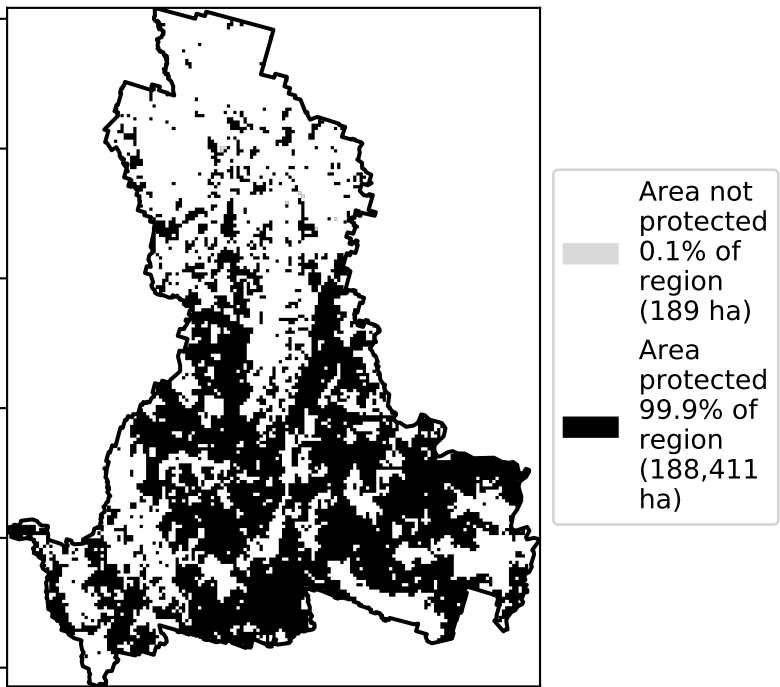 Area not
protected
0.1% of
region
(189 ha)
Area
protected
99.9% of
region
(188,411
ha)